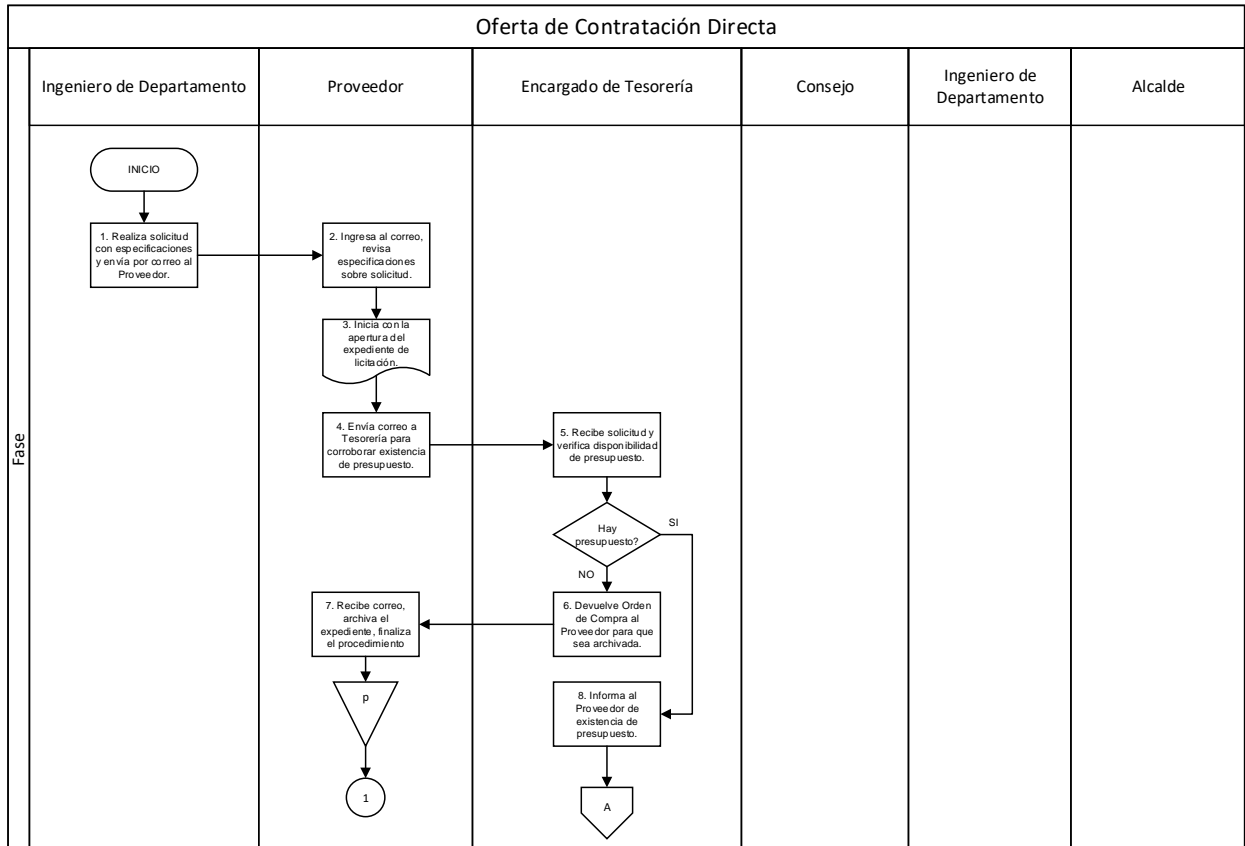 Oferta de Contratación Directa
Fase
Ingeniero de Departamento
Proveedor
Encargado de Tesorería
Consejo
Ingeniero de
Departamento
Alcalde
INICIO
1. Realiza solicitud
con especificaciones
y envía por correo al
Proveedor.
2. Ingresa al correo,
revisa
especificaciones
sobre solicitud.
3. Inicia con la
apertura del
expediente de
licitación.
4. Envía correo a
Tesorería para
corroborar existencia
de presupuesto.
5. Recibe solicitud y
verifica disponibilidad
de presupuesto.
Hay
presupuesto?
SI
NO
6. Devuelve Orden
de Compra al
Proveedor para que
sea archivada.
7. Recibe correo,
archiva el
expediente, finaliza
el procedimiento
p
1
8. Informa al
Proveedor de
existencia de
presupuesto.
A